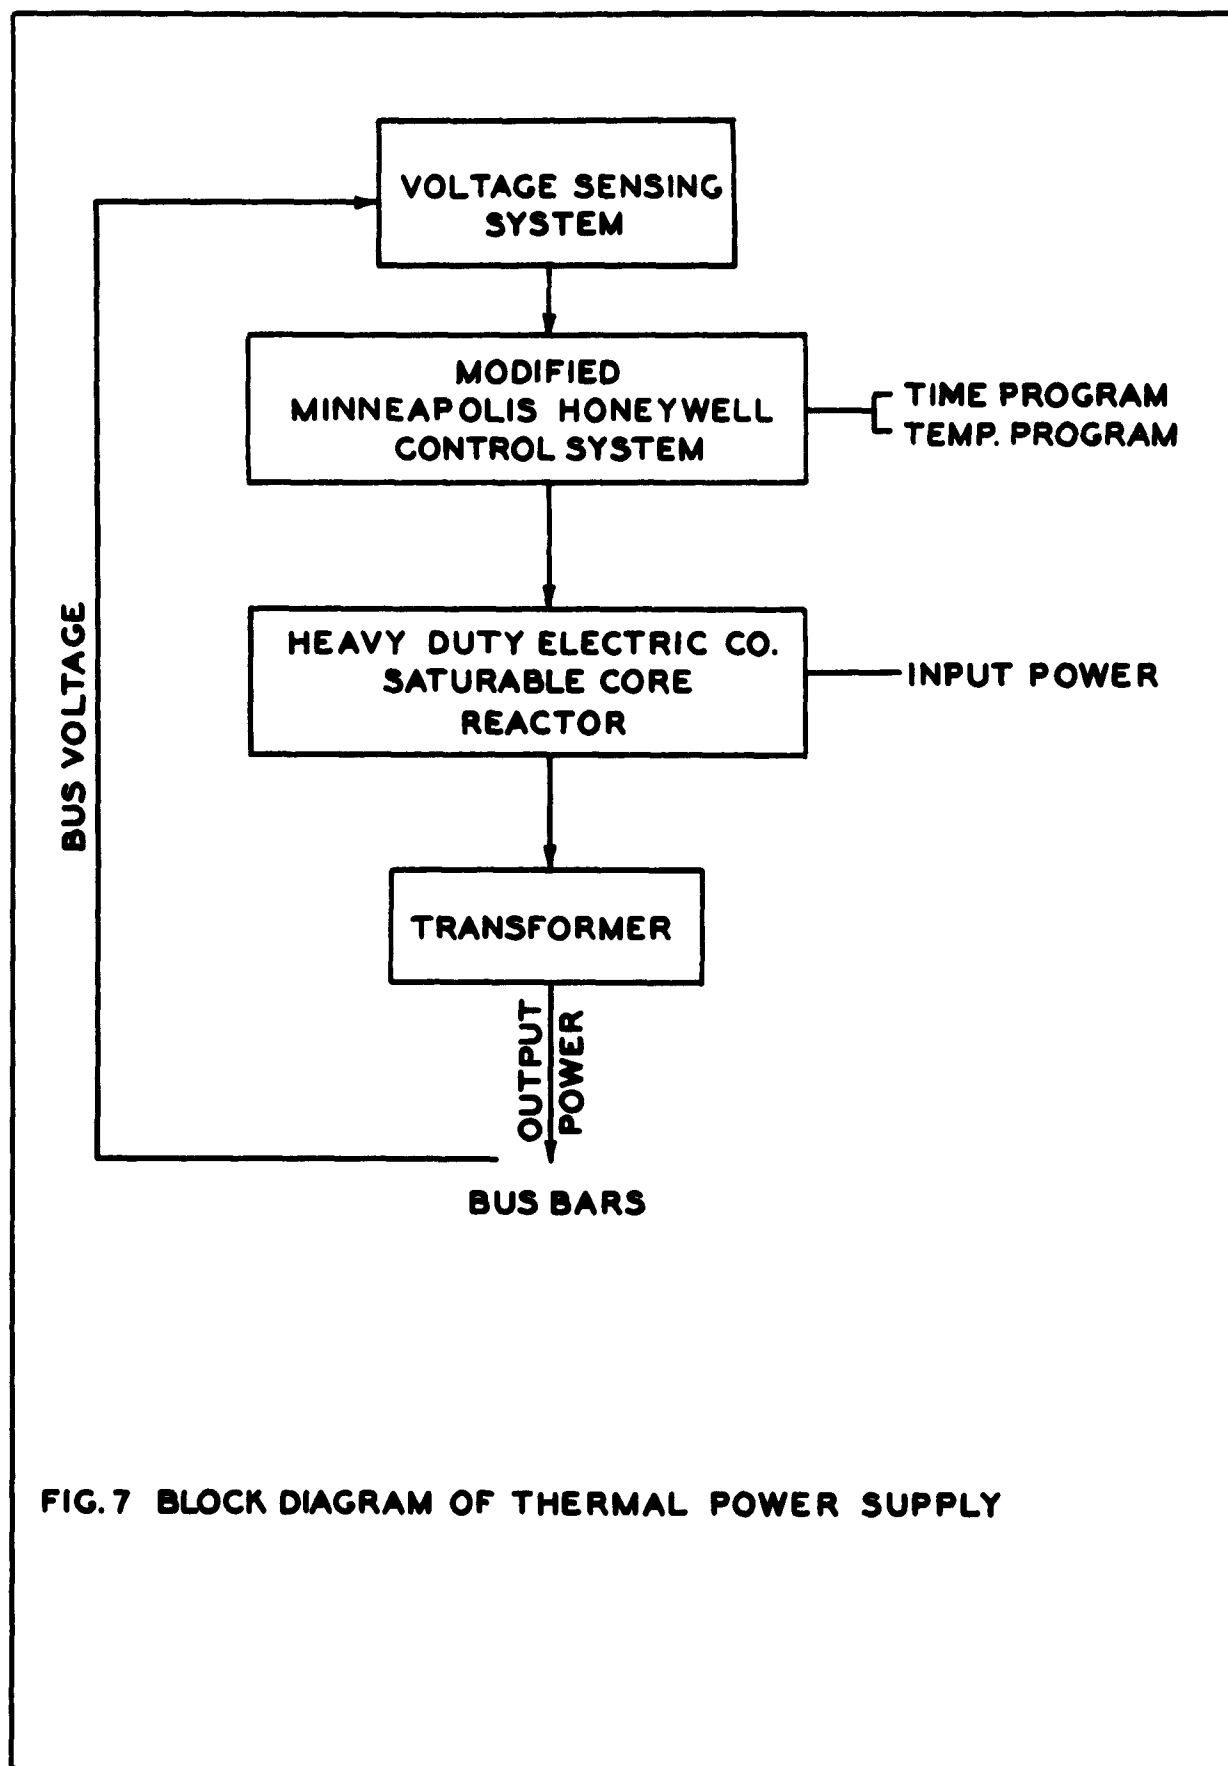 VOLTAGE SENSING
SYSTEM
MODIFIED
MINNEAPOLIS HONEYWELL
CONTROL SYSTEM
TIME PROGRAM
TEMP. PROGRAM
HEAVY DUTY ELECTRIC CO.
SATURABLE CORE
REACTOR
INPUT POWER
BUS VOLTAGE
TRANSFORMER
OUTPUT
POWER
BUS BARS
FIG. 7 BLOCK DIAGRAM OF THERMAL POWER SUPPLY